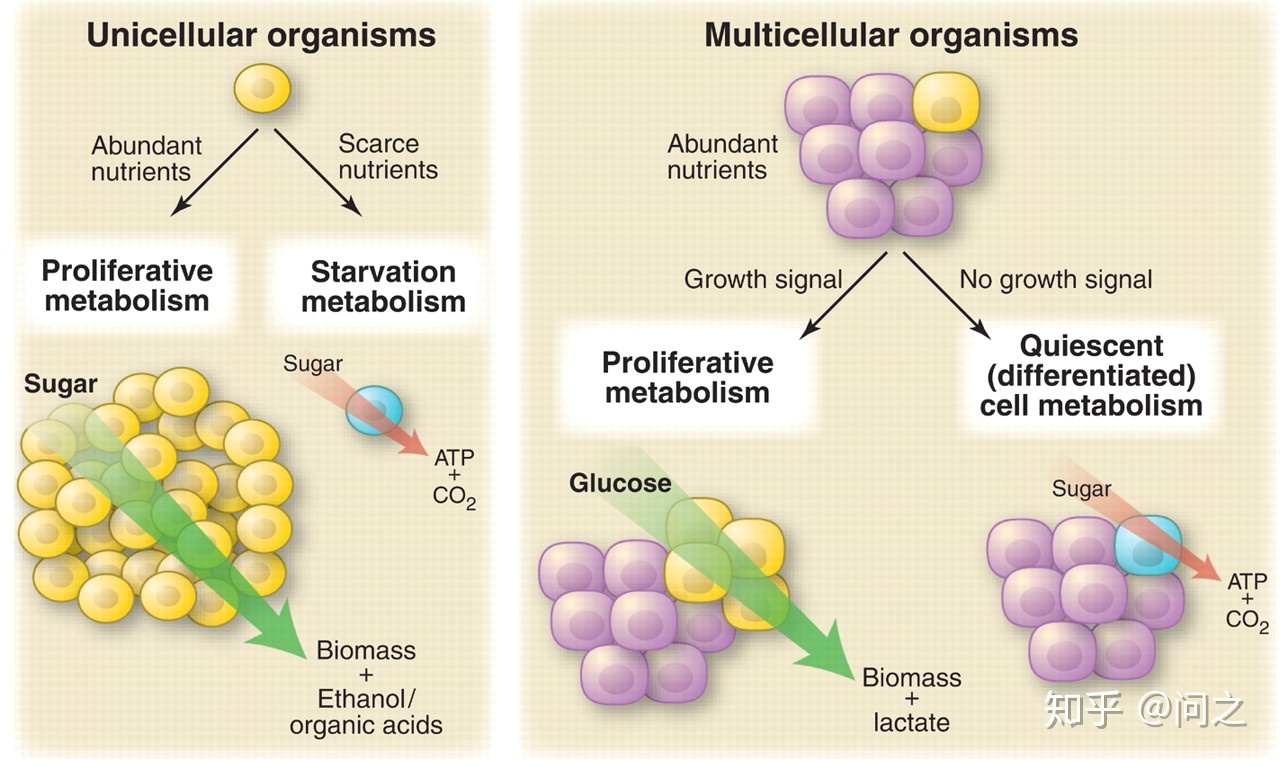 Unicellular organisms
Abundant
nutrients
Scarce
nutrients
Proliferative
metabolism
Starvation
metabolism
Sugar
Sugar
ATP
+
CO2
Biomass
+
Ethanol/
organic acids
Multicellular organisms
Abundant
nutrients
Growth signal
No growth signal
Proliferative
metabolism
Quiescent
(differentiated)
cell metabolism
Glucose
Sugar
ATP
+
CO2
Biomass
+
lactate
知乎 @问之